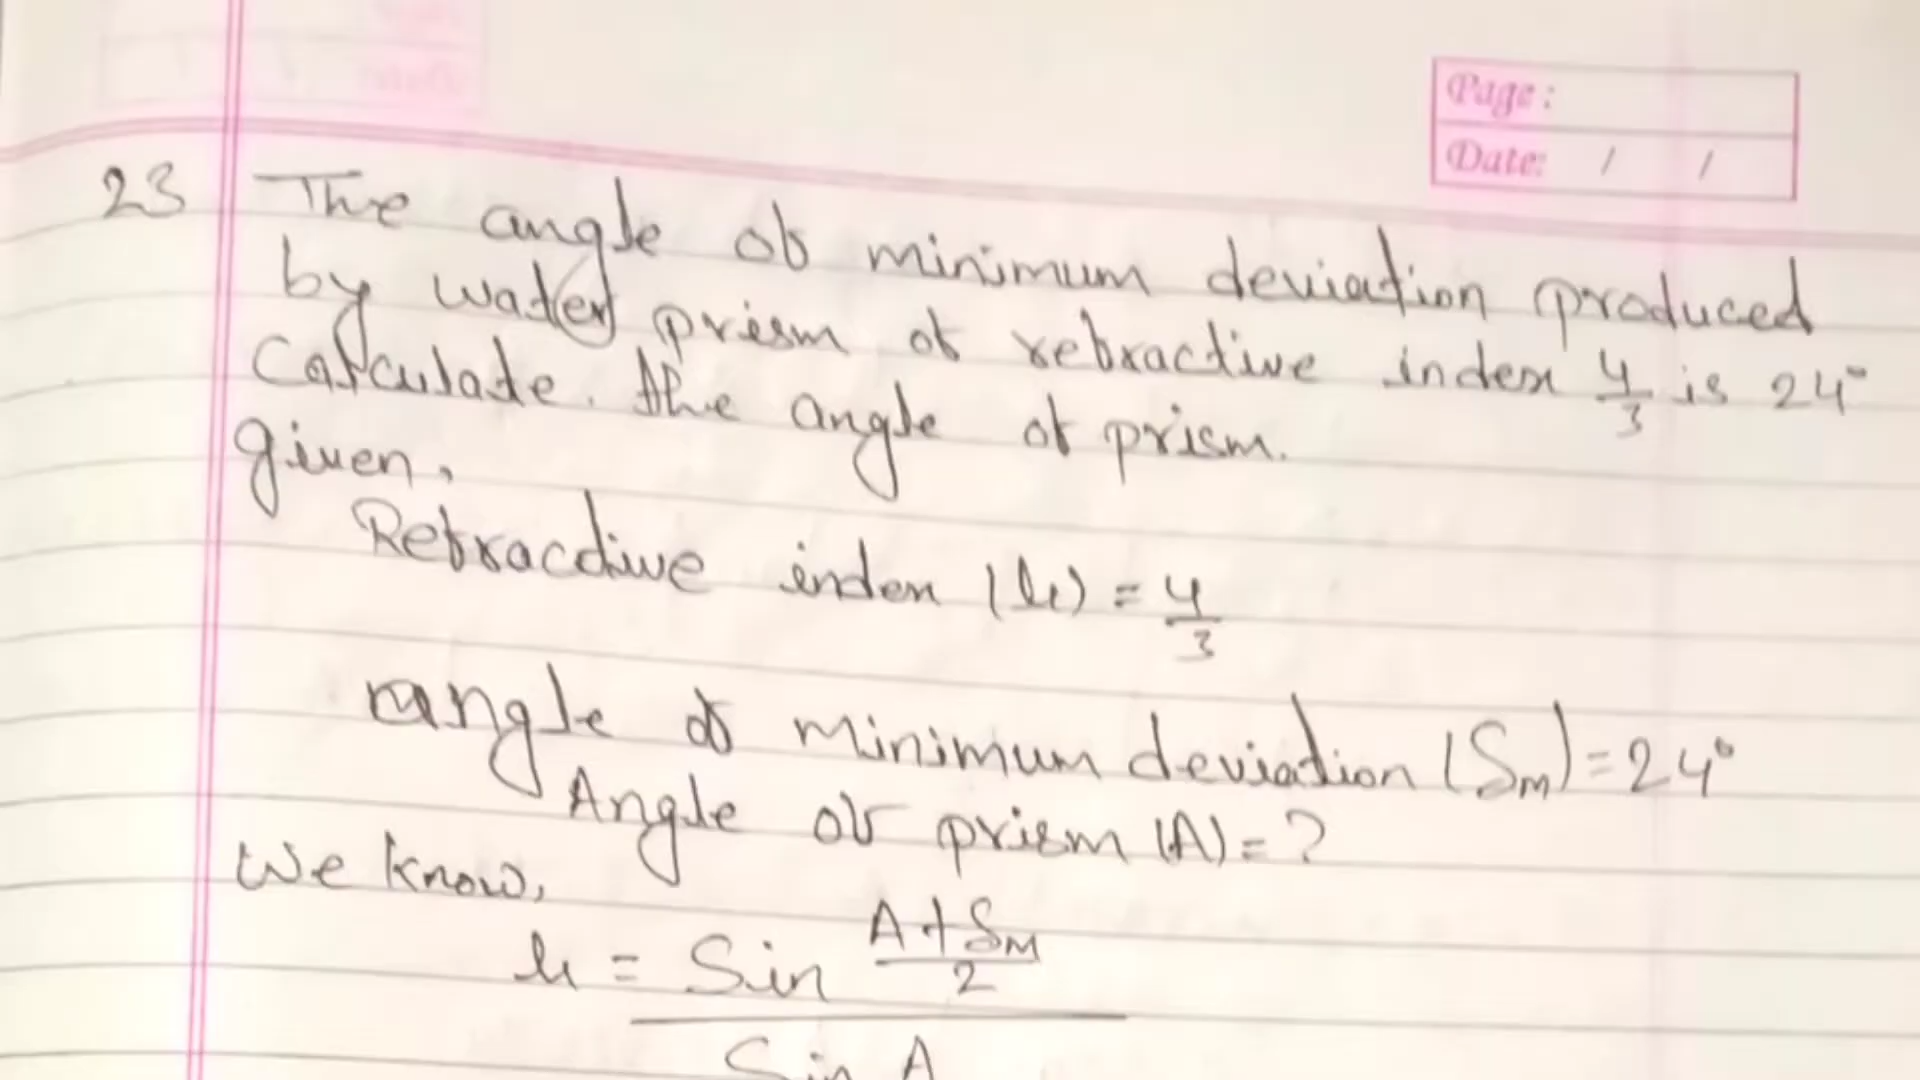 Page:
Date: / /
23 The angle of minimum deviation produced
by water prism of refractive index 4/3 is 24°
Calculate. the angle of prism.
given,
Refractive index (μ) = 4/3
angle of minimum deviation (δm) = 24°
Angle of prism (A) = ?
We know,
μ = Sin A+δM/2
Sin A